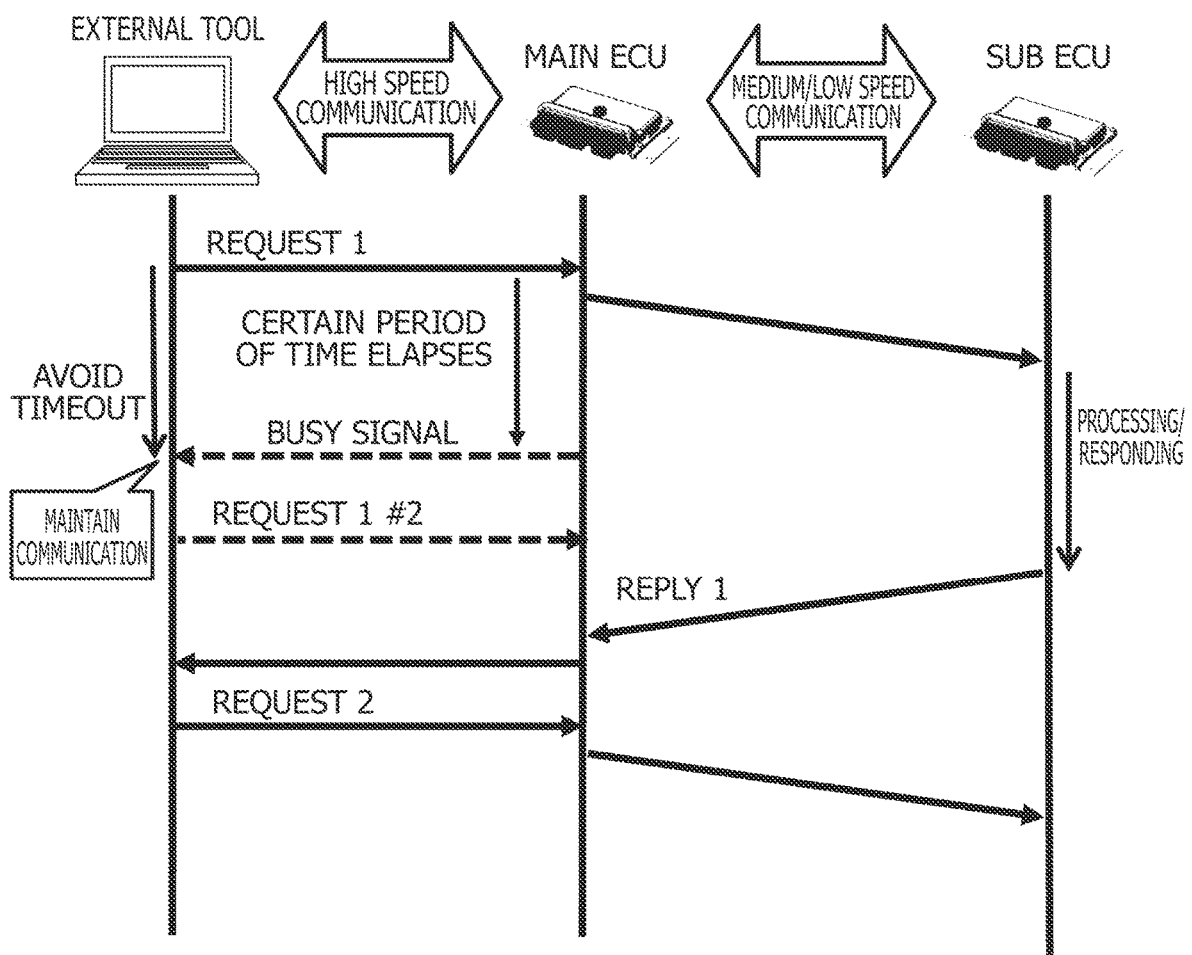 EXTERNAL TOOL
HIGH SPEED
COMMUNICATION
MAIN ECU
MEDIUM/LOW SPEED
COMMUNICATION
SUB ECU
REQUEST 1
CERTAIN PERIOD
OF TIME ELAPSES
AVOID
TIMEOUT
BUSY SIGNAL
PROCESSING/
RESPONDING
MAINTAIN
COMMUNICATION
REQUEST 1 #2
REPLY 1
REQUEST 2